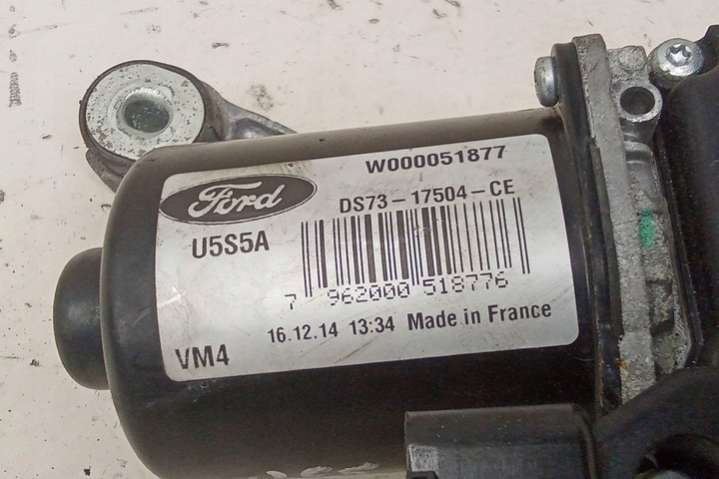 W000051877
Ford
DS73-17504-CE
U5S5A
7 962000 518776
16.12.14 13:34 Made in France
VM4